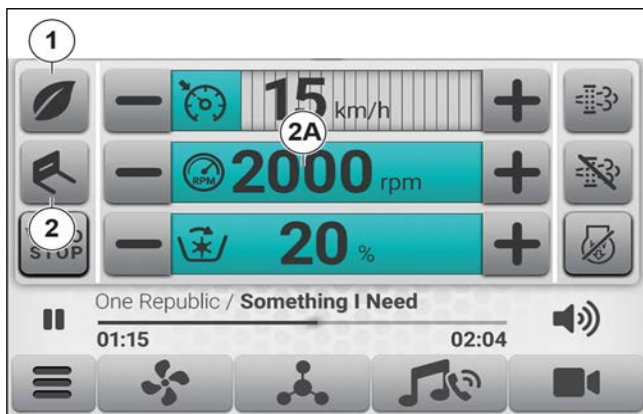 1
15 km/h
2A
RPM 2000 rpm
2
STOP
20 %
One Republic / Something I Need
01:15 02:04